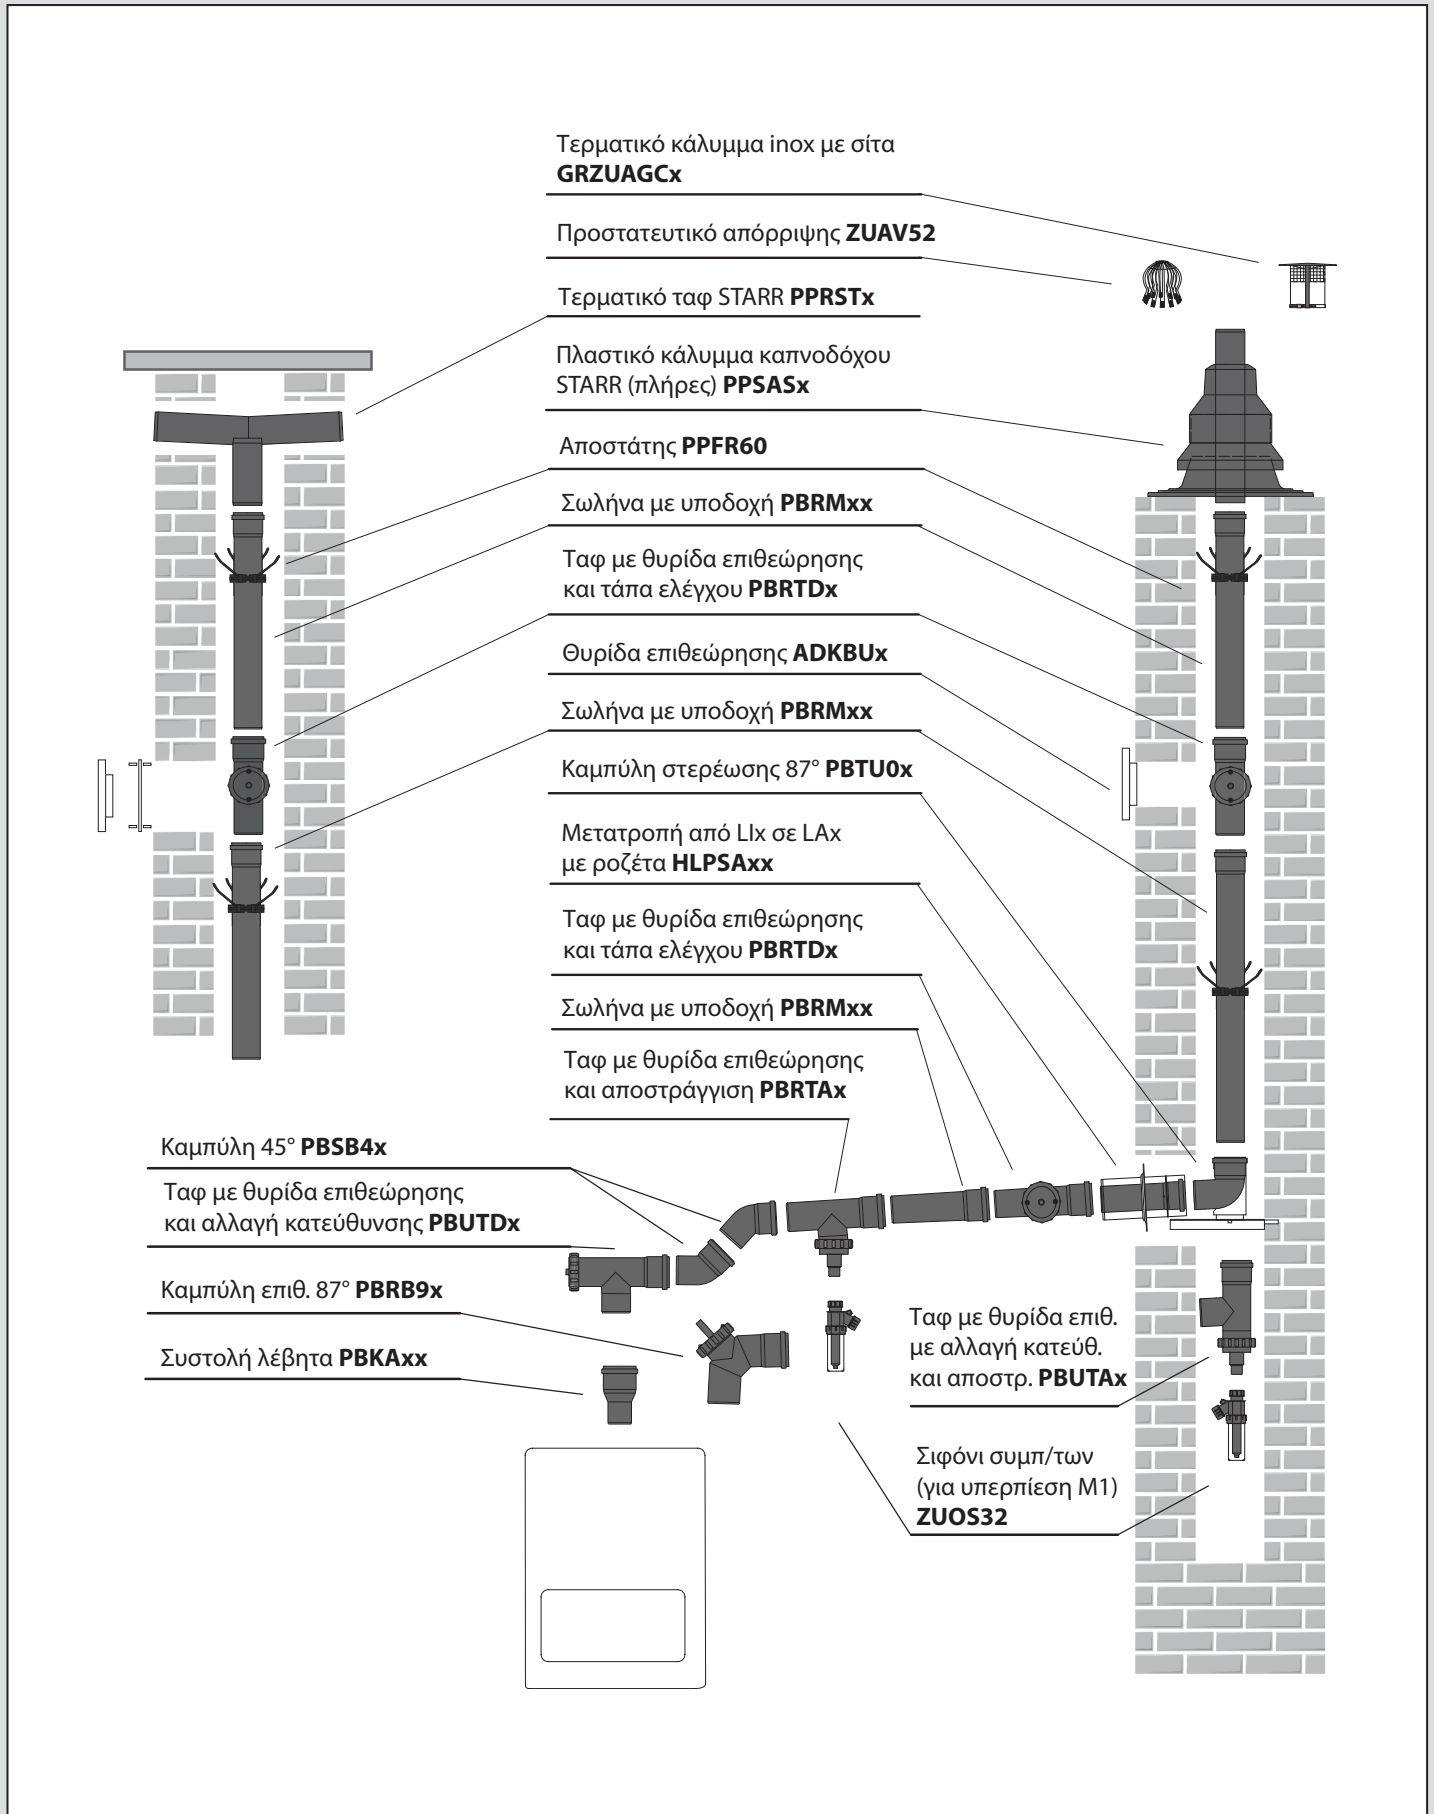 Τερματικό κάλυμμα inox με σίτα
GRZUAGCx
Προστατευτικό απόρριψης ZUAV52
Τερματικό ταφ STARR PPRSTx
Πλαστικό κάλυμμα καπνοδόχου
STARR (πλήρες) PPSASx
Αποστάτης PPFR60
Σωλήνα με υποδοχή PBRMxx
Ταφ με θυρίδα επιθεώρησης
και τάπα ελέγχου PBRTDx
Θυρίδα επιθεώρησης ADKBUx
Σωλήνα με υποδοχή PBRMxx
Καμπύλη στερέωσης 87° PBTU0x
Μετατροπή από LIx σε LAx
με ροζέτα HLPSAxx
Ταφ με θυρίδα επιθεώρησης
και τάπα ελέγχου PBRTDx
Σωλήνα με υποδοχή PBRMxx
Ταφ με θυρίδα επιθεώρησης
και αποστράγγιση PBRTAx
Καμπύλη 45° PBSB4x
Ταφ με θυρίδα επιθεώρησης
και αλλαγή κατεύθυνσης PBUTDx
Καμπύλη επιθ. 87° PBRB9x
Συστολή λέβητα PBKAxx
Ταφ με θυρίδα επιθ.
με αλλαγή κατεύθ.
και αποστρ. PBUTAx
Σιφόνι συμπ/των
(για υπερπίεση M1)
ZUOS32